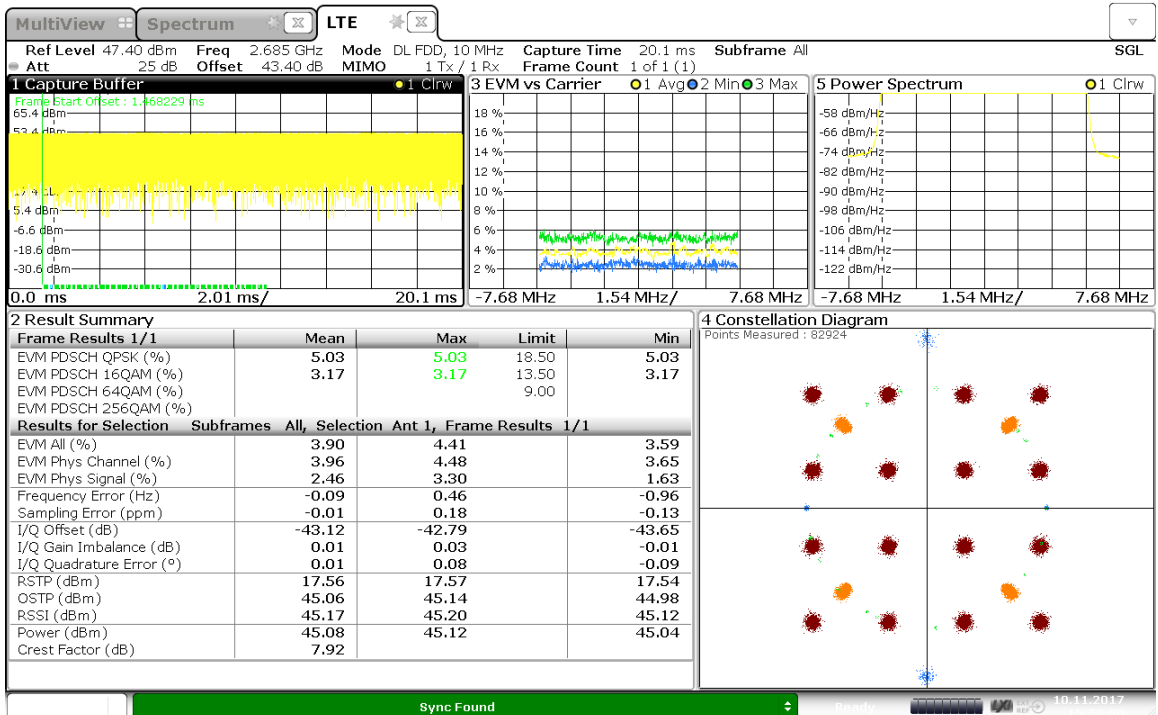 MultiView Spectrum LTE
Ref Level 47.40 dBm Freq 2.685 GHz Mode DL FDD, 10 MHz Capture Time 20.1 ms Subframe All SGL
Att 25 dB Offset 43.40 dB MIMO 1 Tx / 1 Rx Frame Count 1 of 1 (1)
1 Capture Buffer 1 Clrw
Frame Start Offset : 1.468229 ms
65.4 dBm
53.4 dBm
5.4 dBm
-6.6 dBm
-18.6 dBm
-30.6 dBm
0.0 ms 2.01 ms/ 20.1 ms
3 EVM vs Carrier 1 Avg 2 Min 3 Max
18 %
16 %
14 %
12 %
10 %
8 %
6 %
4 %
2 %
-7.68 MHz 1.54 MHz/ 7.68 MHz
5 Power Spectrum 1 Clrw
-58 dBm/Hz
-66 dBm/Hz
-74 dBm/Hz
-82 dBm/Hz
-90 dBm/Hz
-98 dBm/Hz
-106 dBm/Hz
-114 dBm/Hz
-122 dBm/Hz
-7.68 MHz 1.54 MHz/ 7.68 MHz
2 Result Summary
Frame Results 1/1 Mean Max Limit Min
EVM PDSCH QPSK (%) 5.03 5.03 18.50 5.03
EVM PDSCH 16QAM (%) 3.17 3.17 13.50 3.17
EVM PDSCH 64QAM (%) 9.00
EVM PDSCH 256QAM (%)
Results for Selection Subframes All, Selection Ant 1, Frame Results 1/1
EVM All (%) 3.90 4.41 3.59
EVM Phys Channel (%) 3.96 4.48 3.65
EVM Phys Signal (%) 2.46 3.30 1.63
Frequency Error (Hz) -0.09 0.46 -0.96
Sampling Error (ppm) -0.01 0.18 -0.13
I/Q Offset (dB) -43.12 -42.79 -43.65
I/Q Gain Imbalance (dB) 0.01 0.03 -0.01
I/Q Quadrature Error (º) 0.01 0.08 -0.09
RSTP (dBm) 17.56 17.57 17.54
OSTP (dBm) 45.06 45.14 44.98
RSSI (dBm) 45.17 45.20 45.12
Power (dBm) 45.08 45.12 45.04
Crest Factor (dB) 7.92
4 Constellation Diagram
Points Measured : 82924
Sync Found Ready 10.11.2017